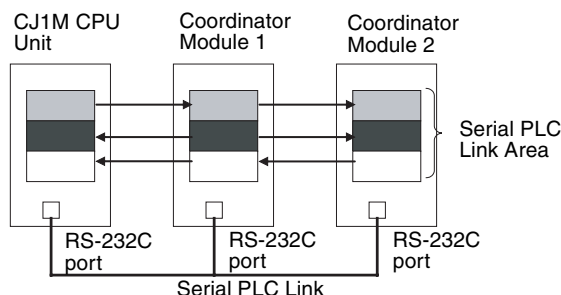 CJ1M CPU
Unit
Coordinator
Module 1
Coordinator
Module 2
Serial PLC
Link Area
RS-232C
port
RS-232C
port
RS-232C
port
Serial PLC Link